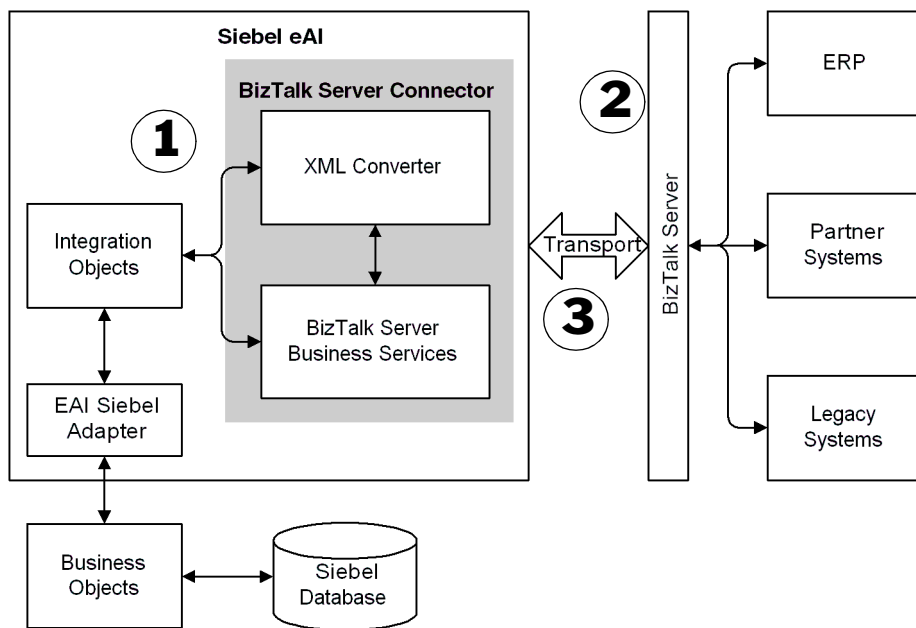 Siebel eAI
BizTalk Server Connector
1
XML Converter
Integration
Objects
BizTalk Server
Business Services
EAI Siebel
Adapter
Business
Objects
Siebel
Database
2
Transport
3
BizTalk Server
ERP
Partner
Systems
Legacy
Systems